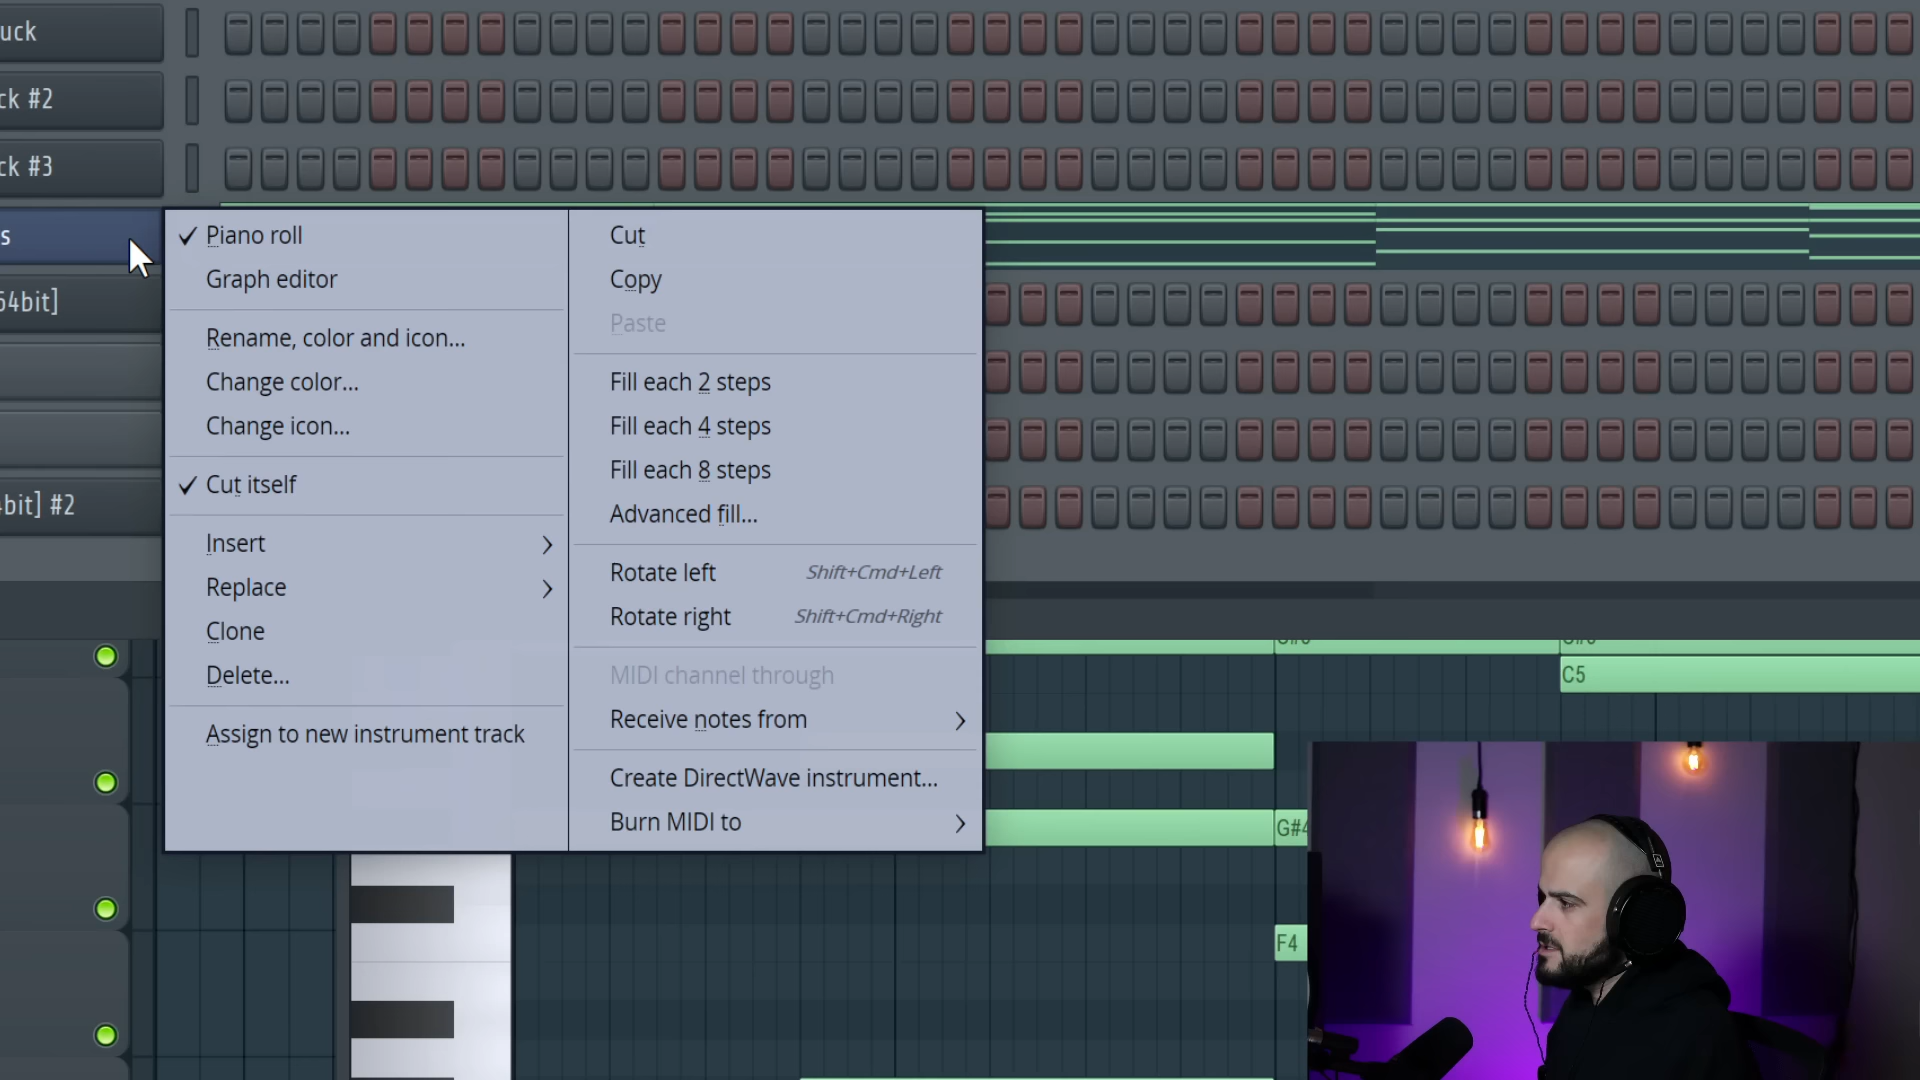 uck
ck #2
ck #3
s
64bit]
bit] #2
Piano roll
Graph editor
Rename, color and icon...
Change color...
Change icon...
Cut itself
Insert
Replace
Clone
Delete...
Assign to new instrument track
Cut
Copy
Paste
Fill each 2 steps
Fill each 4 steps
Fill each 8 steps
Advanced fill...
Rotate left Shift+Cmd+Left
Rotate right Shift+Cmd+Right
MIDI channel through
Receive notes from
Create DirectWave instrument...
Burn MIDI to
C5
G#4
F4